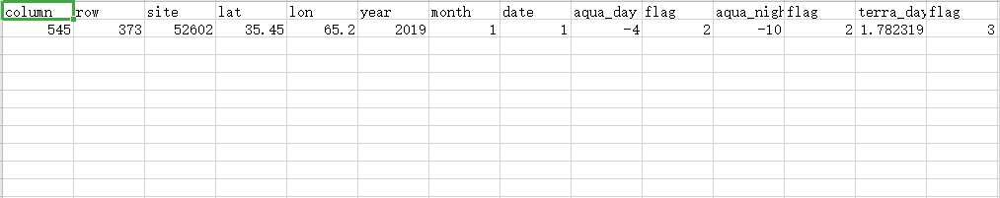 column row site lat lon year month date aqua_day flag aqua_nigh flag terra_day flag
545 373 52602 35.45 65.2 2019 1 1 -4 2 -10 2 1.782319 3